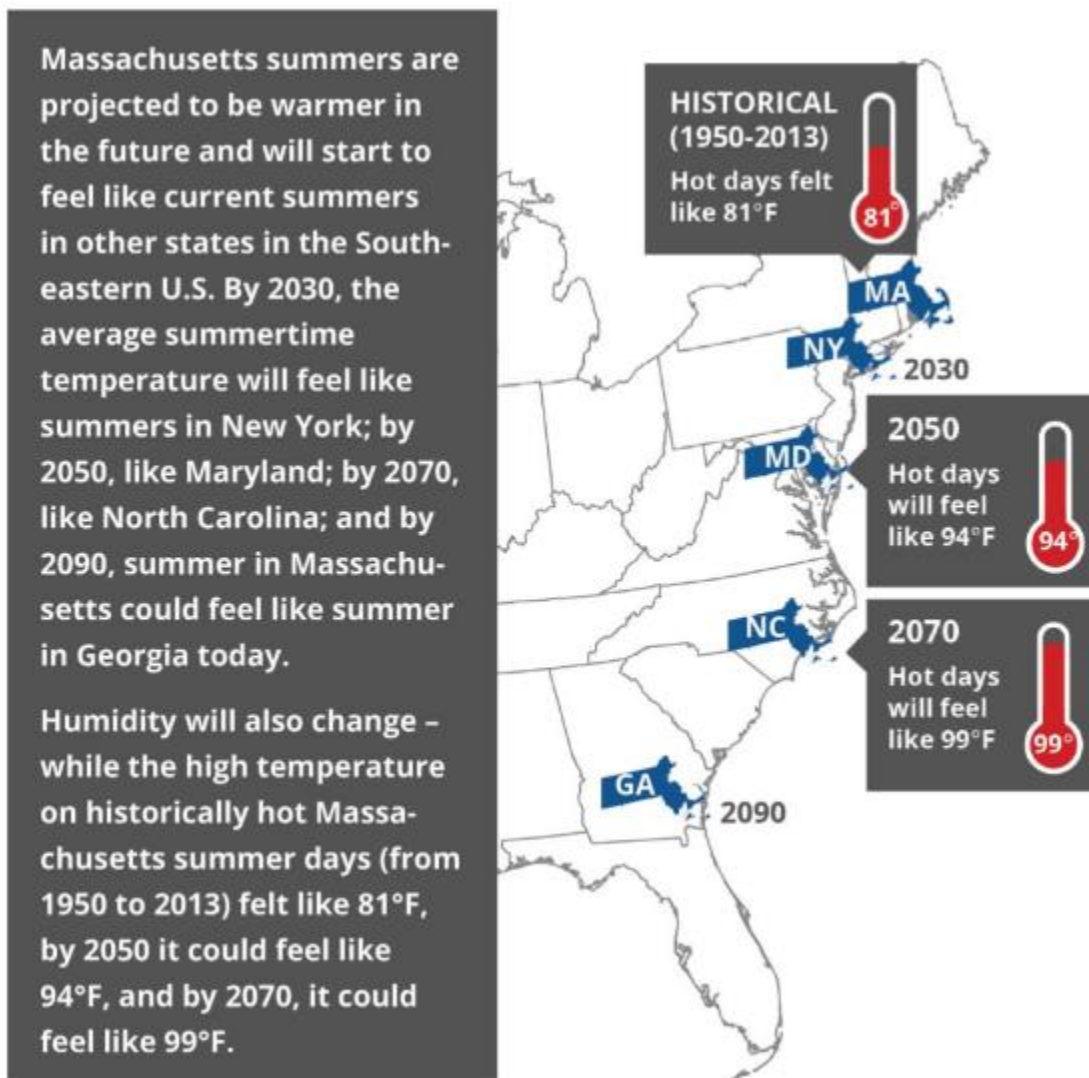 Massachusetts summers are
projected to be warmer in
the future and will start to
feel like current summers
in other states in the South-
eastern U.S. By 2030, the
average summertime
temperature will feel like
summers in New York; by
2050, like Maryland; by 2070,
like North Carolina; and by
2090, summer in Massachu-
setts could feel like summer
in Georgia today.
Humidity will also change –
while the high temperature
on historically hot Massa-
chusetts summer days (from
1950 to 2013) felt like 81°F,
by 2050 it could feel like
94°F, and by 2070, it could
feel like 99°F.
HISTORICAL
(1950-2013)
Hot days felt
like 81°F
81°
MA
NY
2030
MD
2050
Hot days
will feel
like 94°F
94°
NC
2070
Hot days
will feel
like 99°F
99°
GA
2090